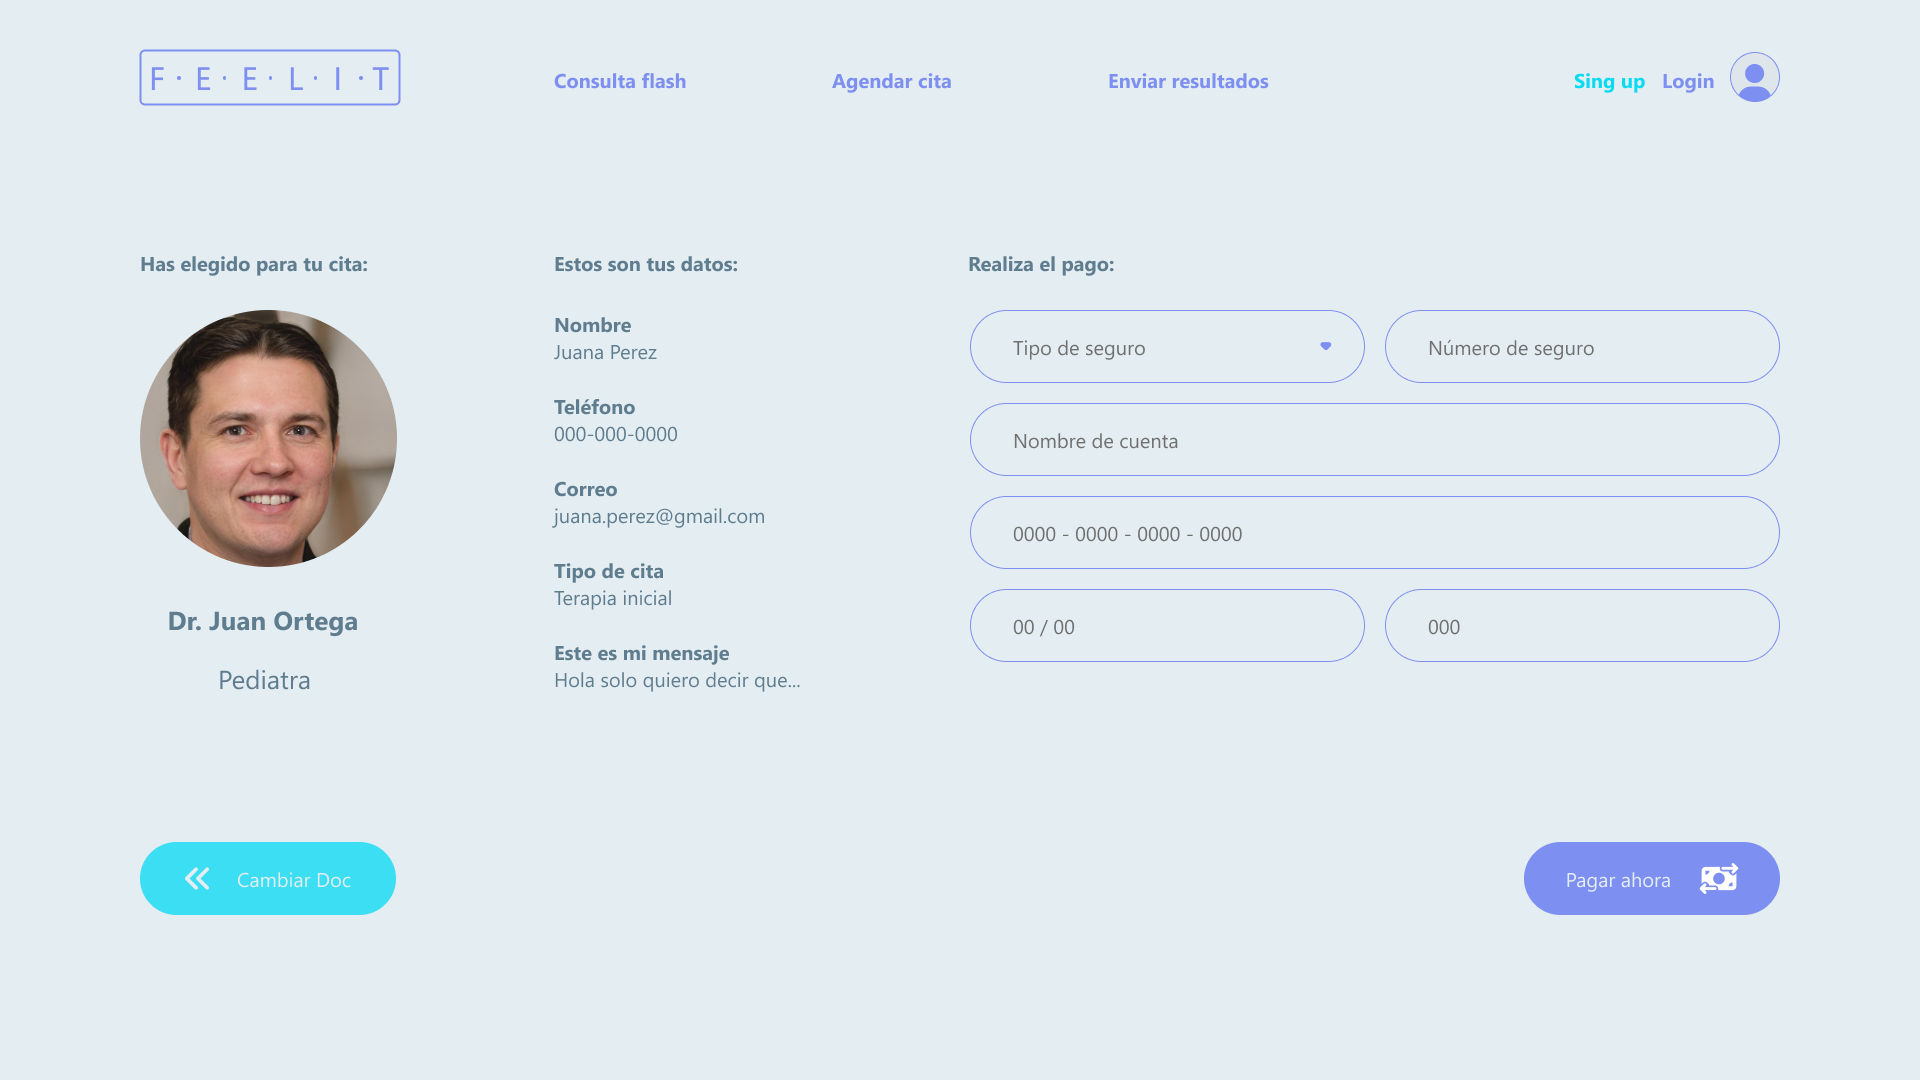 F·E·E·L·I·T
Consulta flash
Agendar cita
Enviar resultados
Sing up
Login
Has elegido para tu cita:
Dr. Juan Ortega
Pediatra
Estos son tus datos:
Nombre
Juana Perez
Teléfono
000-000-0000
Correo
juana.perez@gmail.com
Tipo de cita
Terapia inicial
Este es mi mensaje
Hola solo quiero decir que...
Realiza el pago:
Tipo de seguro
Número de seguro
Nombre de cuenta
0000 - 0000 - 0000 - 0000
00 / 00
000
Cambiar Doc
Pagar ahora